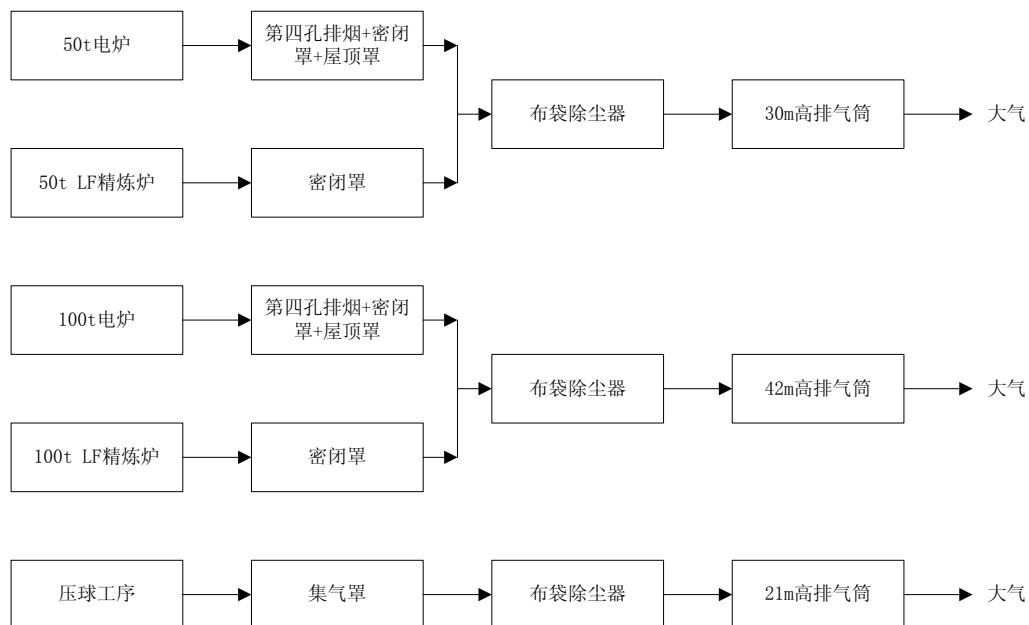 50t电炉
第四孔排烟+密闭
罩+屋顶罩
布袋除尘器
30m高排气筒
大气
50t LF精炼炉
密闭罩
100t电炉
第四孔排烟+密闭
罩+屋顶罩
布袋除尘器
42m高排气筒
大气
100t LF精炼炉
密闭罩
压球工序
集气罩
布袋除尘器
21m高排气筒
大气